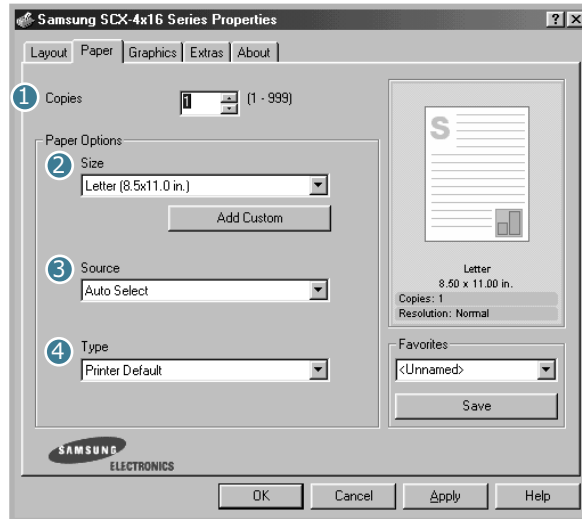 Samsung SCX-4x16 Series Properties
Layout Paper Graphics Extras About
1 Copies 1 (1 - 999)
Paper Options
2 Size
Letter (8.5x11.0 in.)
Add Custom
3 Source
Auto Select
4 Type
Printer Default
S
Letter
8.50 x 11.00 in.
Copies: 1
Resolution: Normal
Favorites
<Unnamed>
Save
SAMSUNG
ELECTRONICS
OK Cancel Apply Help